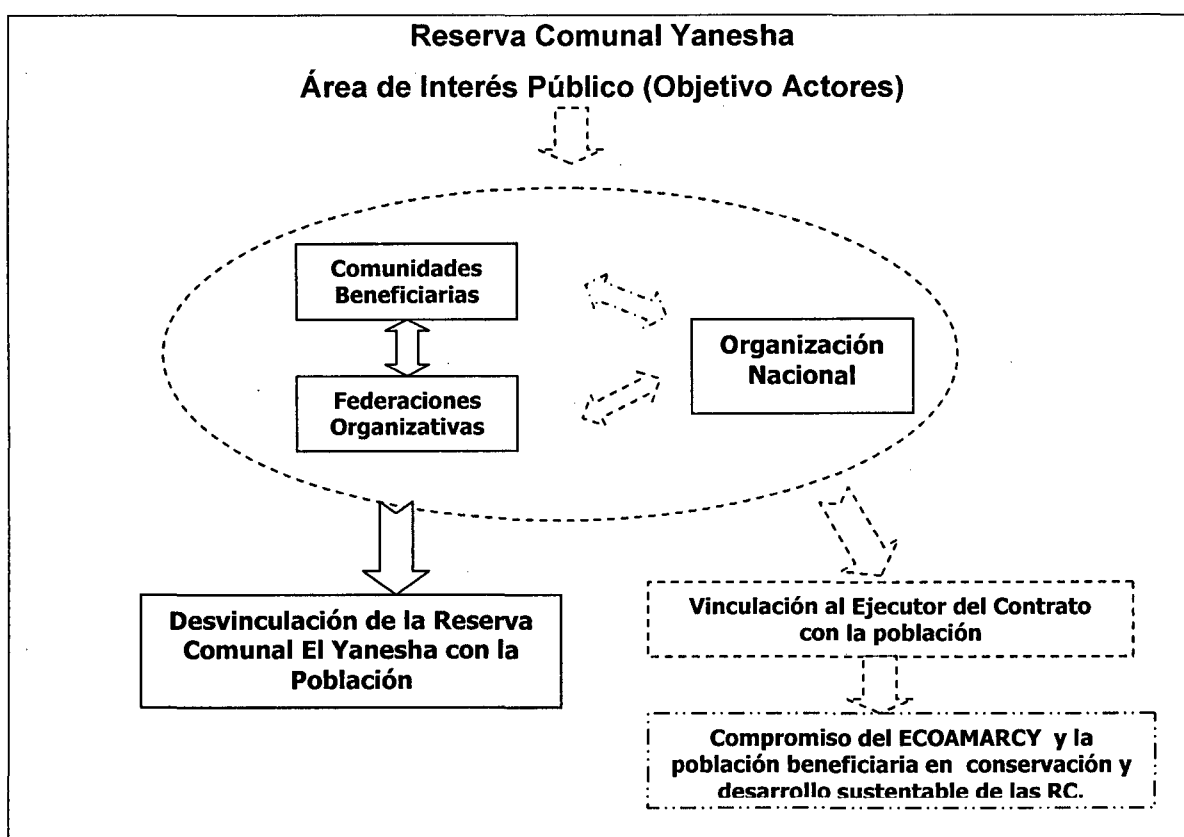 Reserva Comunal Yanesha
Área de Interés Público (Objetivo Actores)
Comunidades
Beneficiarias
Organización
Nacional
Federaciones
Organizativas
Desvinculación de la Reserva
Comunal El Yanesha con la
Población
Vinculación al Ejecutor del Contrato
con la población
Compromiso del ECOAMARCY y la
población beneficiaria en conservación y
desarrollo sustentable de las RC.